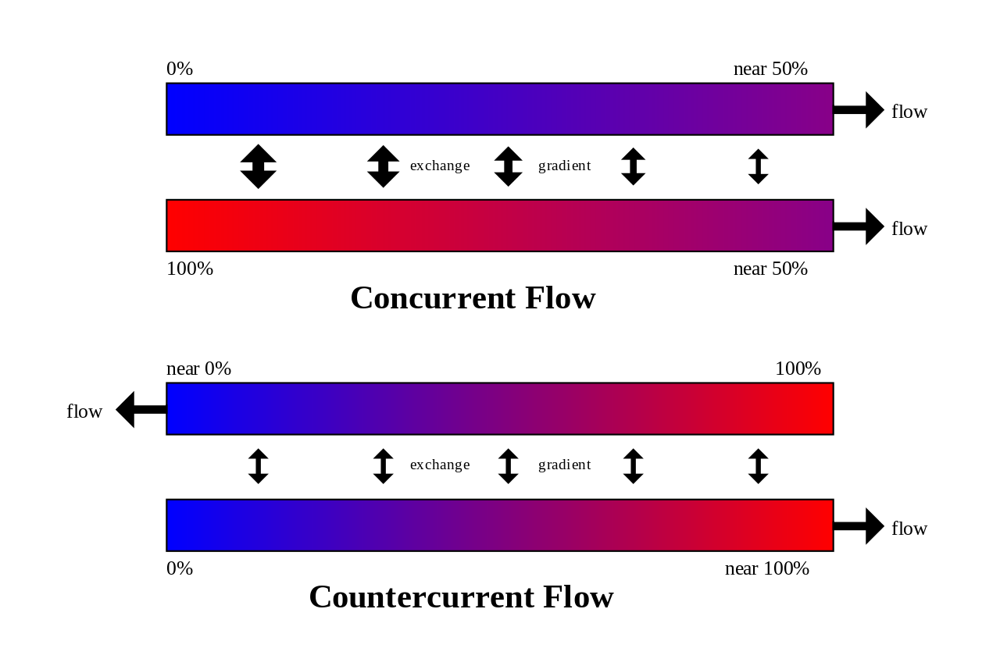 0% near 50%
flow
exchange gradient
flow
100% near 50%
Concurrent Flow
near 0% 100%
flow
exchange gradient
flow
0% near 100%
Countercurrent Flow